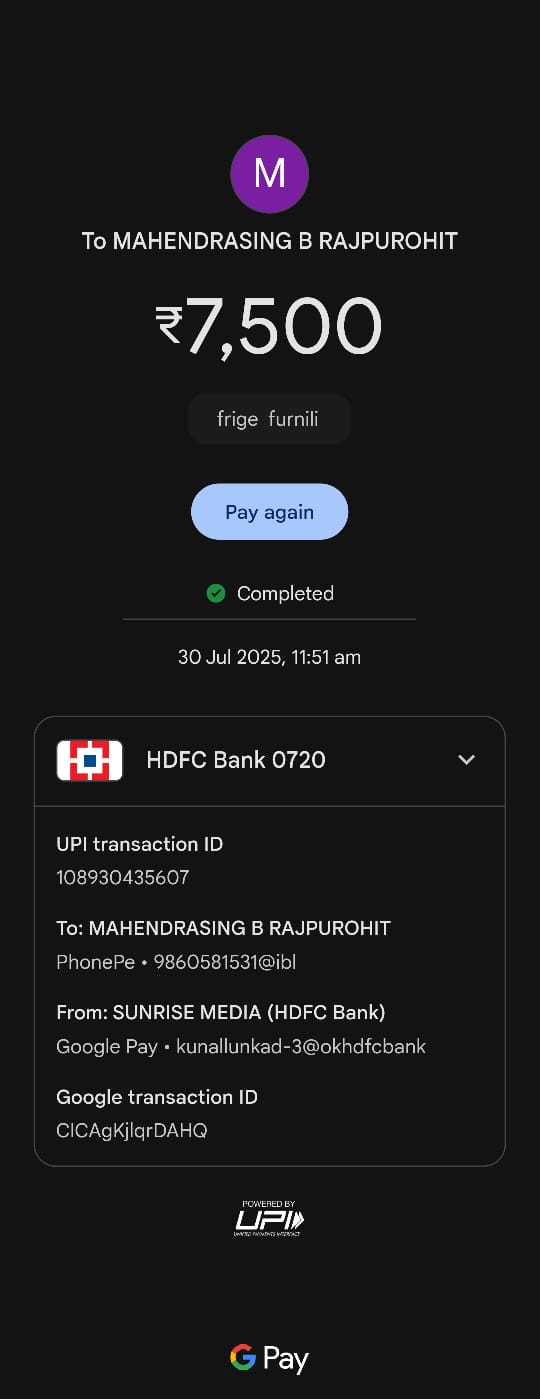 M
To MAHENDRASING B RAJPUROHIT
₹7,500
frige furnili
Pay again
Completed
30 Jul 2025, 11:51 am
HDFC Bank 0720
UPI transaction ID
108930435607
To: MAHENDRASING B RAJPUROHIT
PhonePe • 9860581531@ibl
From: SUNRISE MEDIA (HDFC Bank)
Google Pay • kunallunkad-3@okhdfcbank
Google transaction ID
CICAgKjlqrDAHQ
POWERED BY
UPI
UNIFIED PAYMENTS INTERFACE
G Pay